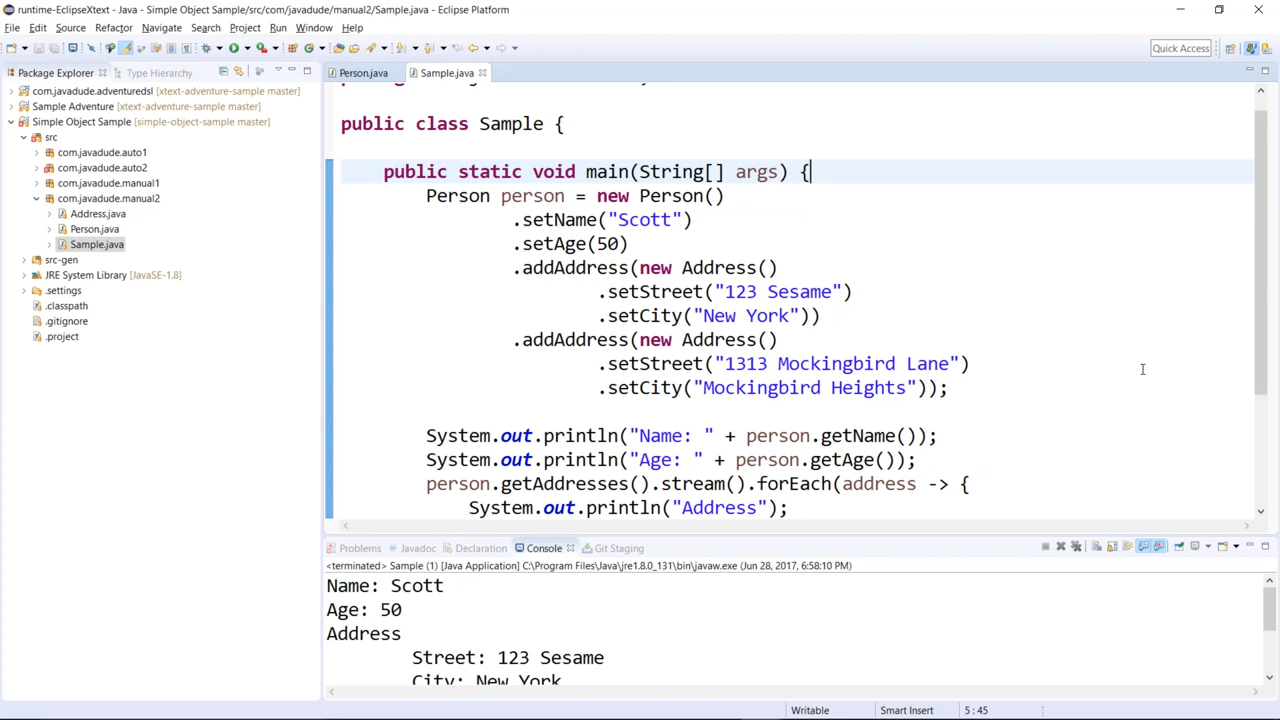 runtime-EclipseXtext - Java - Simple Object Sample/src/com/javadude/manual2/Sample.java - Eclipse Platform
File Edit Source Refactor Navigate Search Project Run Window Help
Quick Access
Package Explorer Type Hierarchy
com.javadude.adventuredsl [xtext-adventure-sample master]
Sample Adventure [xtext-adventure-sample master]
Simple Object Sample [simple-object-sample master]
src
com.javadude.auto1
com.javadude.auto2
com.javadude.manual1
com.javadude.manual2
Address.java
Person.java
Sample.java
src-gen
JRE System Library [JavaSE-1.8]
.settings
.classpath
.gitignore
.project
Person.java Sample.java
public class Sample {
public static void main(String[] args) {
Person person = new Person()
.setName("Scott")
.setAge(50)
.addAddress(new Address()
.setStreet("123 Sesame")
.setCity("New York"))
.addAddress(new Address()
.setStreet("1313 Mockingbird Lane")
.setCity("Mockingbird Heights"));
System.out.println("Name: " + person.getName());
System.out.println("Age: " + person.getAge());
person.getAddresses().stream().forEach(address -> {
System.out.println("Address");
Problems Javadoc Declaration Console Git Staging
<terminated> Sample (1) [Java Application] C:\Program Files\Java\jre1.8.0_131\bin\javaw.exe (Jun 28, 2017, 6:58:10 PM)
Name: Scott
Age: 50
Address
Street: 123 Sesame
City: New York
Writable Smart Insert 5 : 45